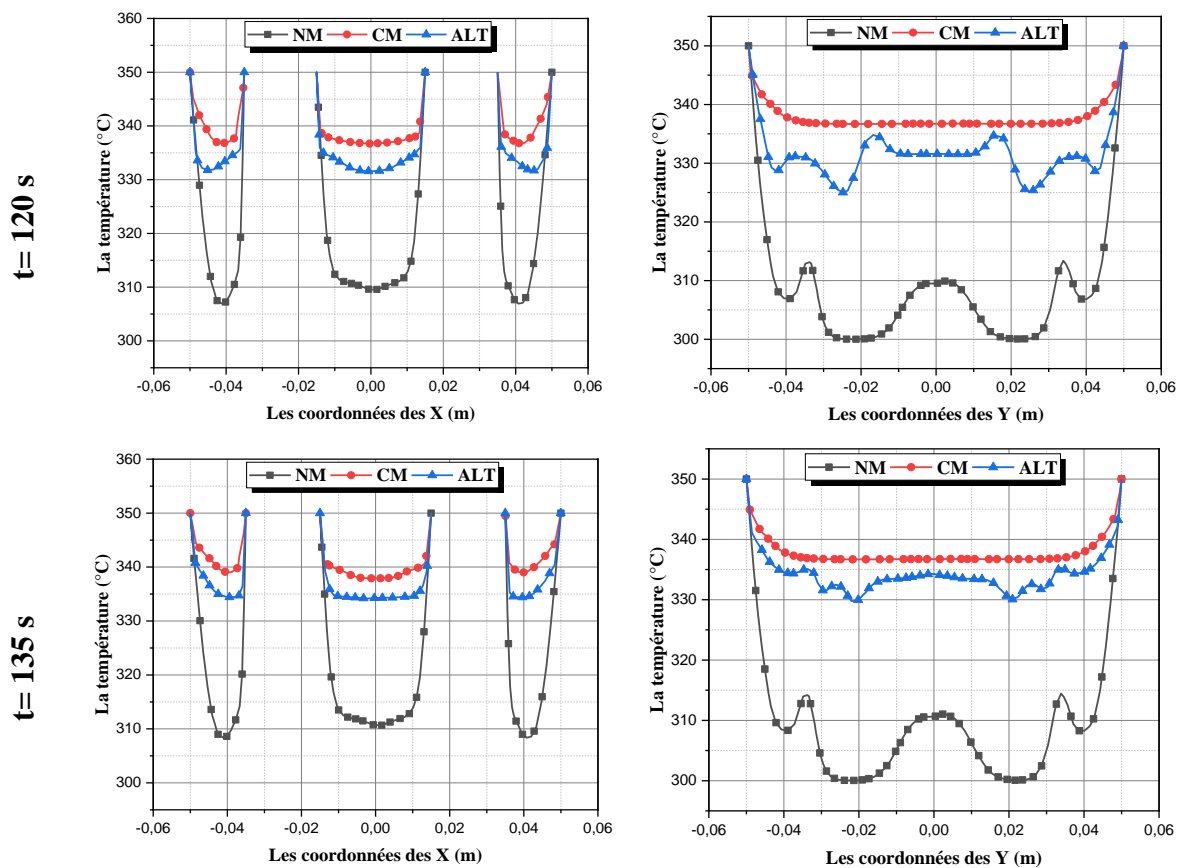 t= 120 s
NM CM ALT
La température (°C)
360
350
340
330
320
310
300
-0,06 -0,04 -0,02 0,00 0,02 0,04 0,06
Les coordonnées des X (m)
NM CM ALT
La température (°C)
350
340
330
320
310
300
-0,06 -0,04 -0,02 0,00 0,02 0,04 0,06
Les coordonnées des Y (m)
t= 135 s
NM CM ALT
La température (°C)
360
350
340
330
320
310
300
-0,06 -0,04 -0,02 0,00 0,02 0,04 0,06
Les coordonnées des X (m)
NM CM ALT
La température (°C)
350
340
330
320
310
300
-0,06 -0,04 -0,02 0,00 0,02 0,04 0,06
Les coordonnées des Y (m)